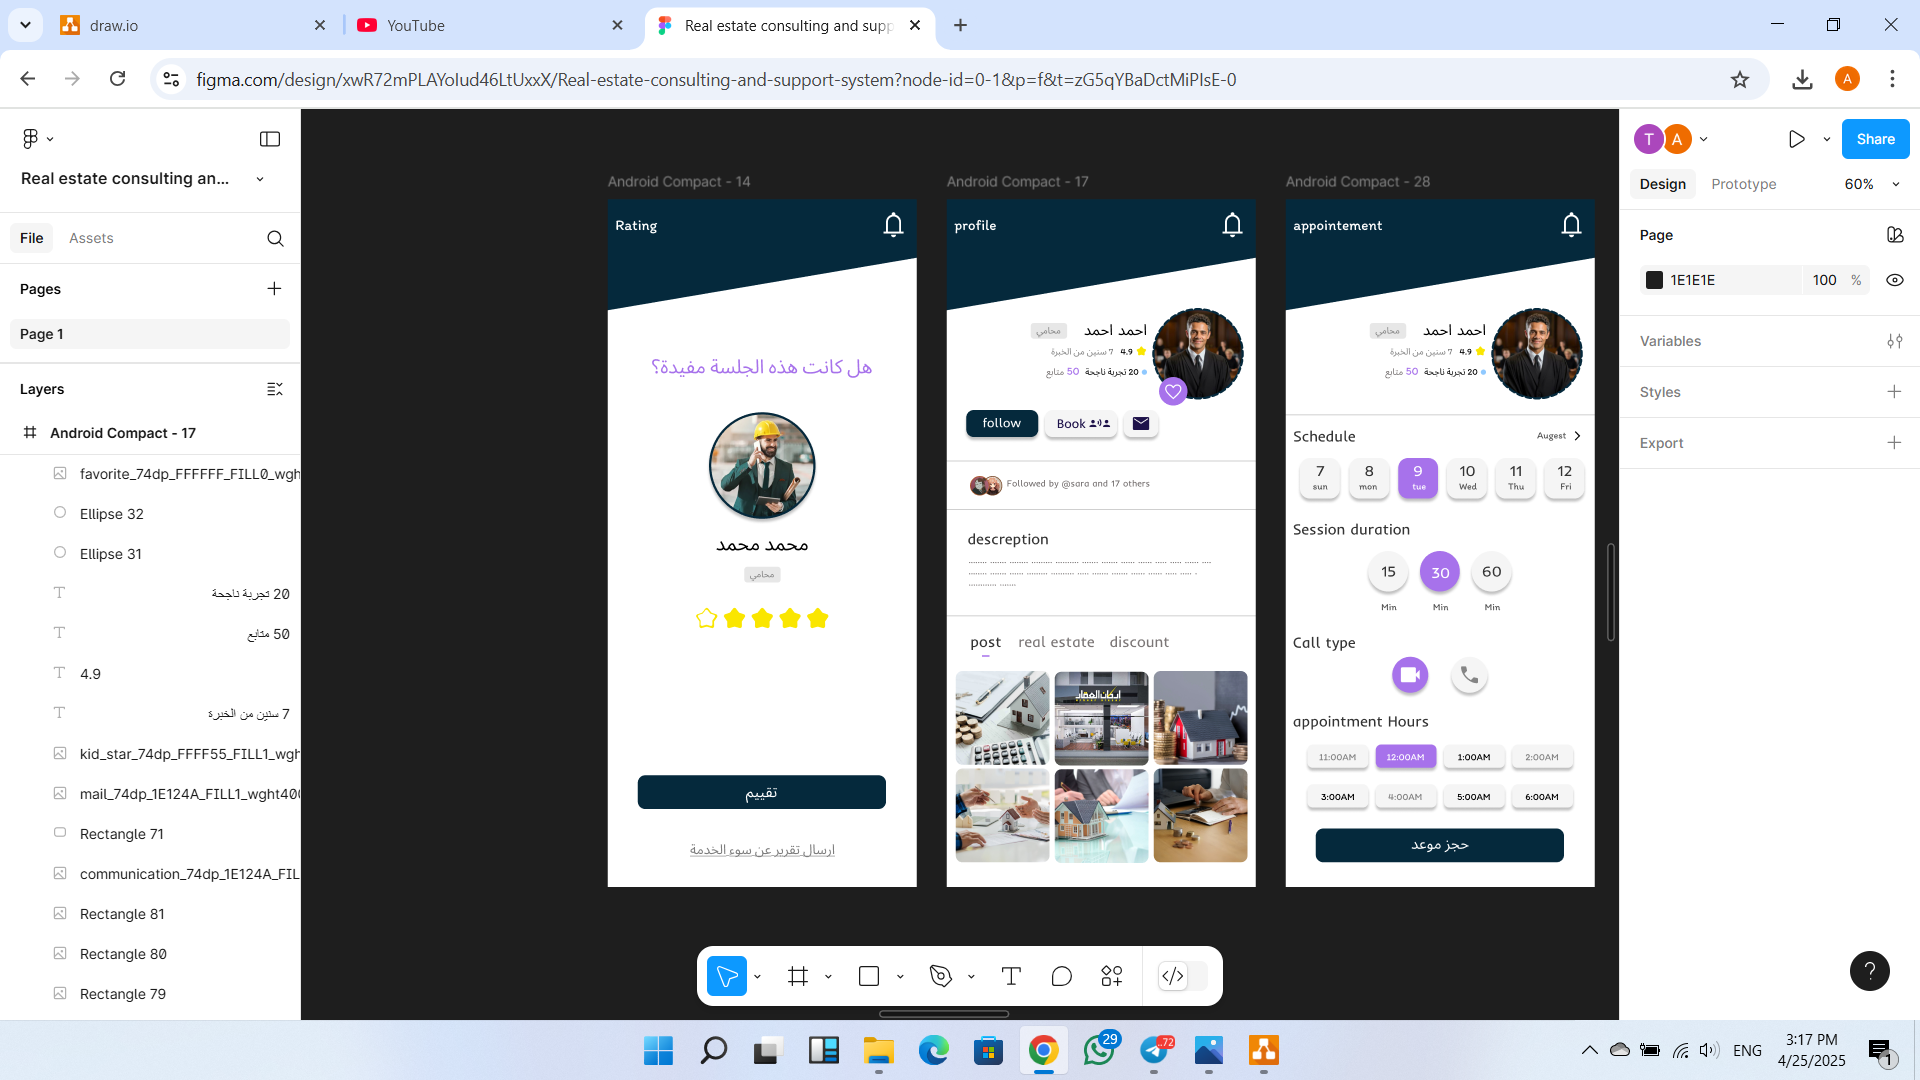 draw.io
YouTube
Real estate consulting and supp
figma.com/design/xwR72mPLAYoIud46LtUxxX/Real-estate-consulting-and-support-system?node-id=0-1&p=f&t=zG5qYBaDctMiPIsE-0
A
Real estate consulting an...
File
Assets
Pages
Page 1
Layers
Android Compact - 17
favorite_74dp_FFFFFF_FILL0_wgh
Ellipse 32
Ellipse 31
20 تجربة ناجحة
50 متابع
4.9
7 سنين من الخبرة
kid_star_74dp_FFFF55_FILL1_wgh
mail_74dp_1E124A_FILL1_wght400
Rectangle 71
communication_74dp_1E124A_FIL
Rectangle 81
Rectangle 80
Rectangle 79
Android Compact - 14
Rating
هل كانت هذه الجلسة مفيدة؟
محمد محمد
محامي
تقييم
ارسال تقرير عن سوء الخدمة
Android Compact - 17
profile
احمد احمد
محامي
4.9
7 سنين من الخبرة
20 تجربة ناجحة
50 متابع
follow
Book
Followed by @sara and 17 others
descreption
post
real estate
discount
Android Compact - 28
appointement
احمد احمد
محامي
4.9
7 سنين من الخبرة
20 تجربة ناجحة
50 متابع
Schedule
Augest
7 8 9 10 11 12
sun mon tue Wed Thu Fri
Session duration
15 30 60
Min Min Min
Call type
appointment Hours
11:00AM 12:00AM 1:00AM 2:00AM
3:00AM 4:00AM 5:00AM 6:00AM
حجز موعد
T
A
Share
Design
Prototype
60%
Page
1E1E1E
100
%
Variables
Styles
Export
?
29
..72
ENG
3:17 PM
4/25/2025
1